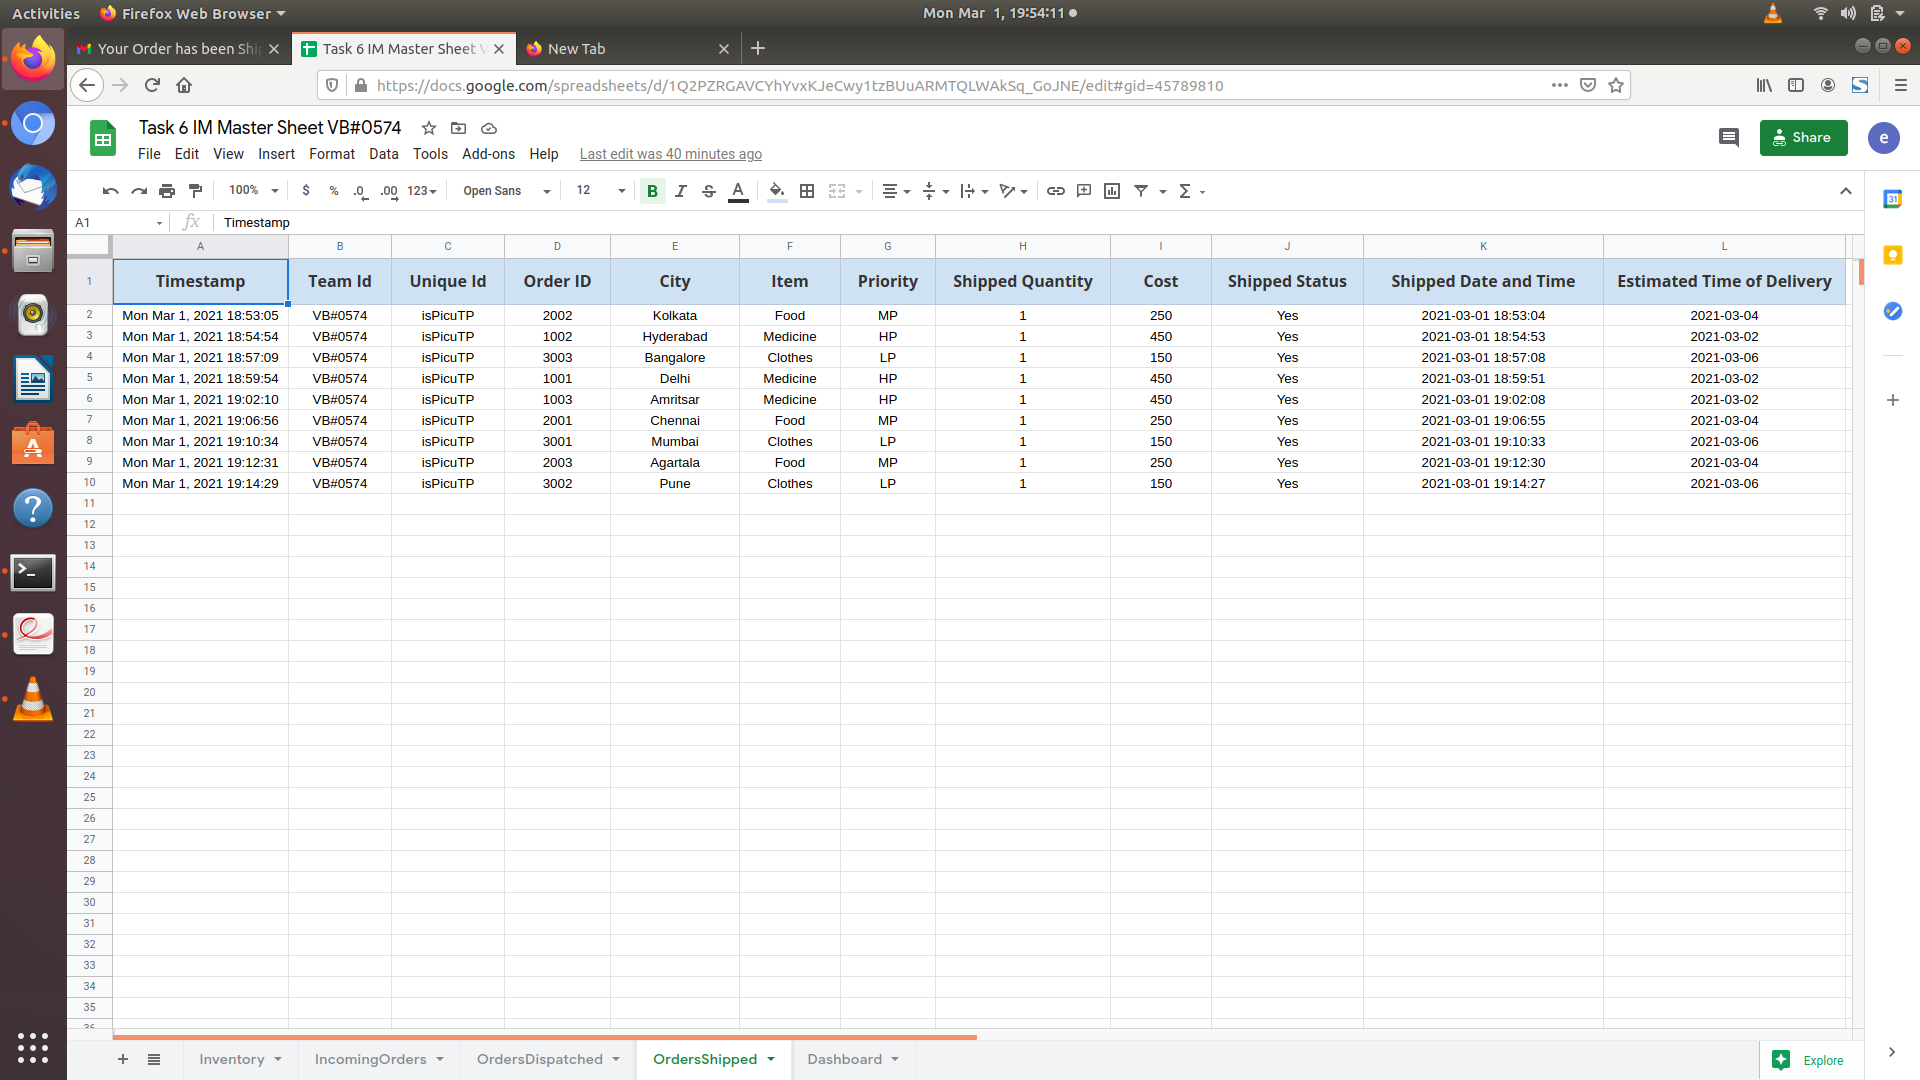 Activities Firefox Web Browser Mon Mar 1, 19:54:11
Your Order has been Shi Task 6 IM Master Sheet V New Tab
https://docs.google.com/spreadsheets/d/1Q2PZRGAVCYhYvxKJeCwy1tzBUuARMTQLWAkSq_GoJNE/edit#gid=45789810
Task 6 IM Master Sheet VB#0574
File Edit View Insert Format Data Tools Add-ons Help Last edit was 40 minutes ago
Share
e
100% $ % .0 .00 123 Open Sans 12 B I S A Σ
A1 fx Timestamp
A B C D E F G H I J K L
1 Timestamp Team Id Unique Id Order ID City Item Priority Shipped Quantity Cost Shipped Status Shipped Date and Time Estimated Time of Delivery
2 Mon Mar 1, 2021 18:53:05 VB#0574 isPicuTP 2002 Kolkata Food MP 1 250 Yes 2021-03-01 18:53:04 2021-03-04
3 Mon Mar 1, 2021 18:54:54 VB#0574 isPicuTP 1002 Hyderabad Medicine HP 1 450 Yes 2021-03-01 18:54:53 2021-03-02
4 Mon Mar 1, 2021 18:57:09 VB#0574 isPicuTP 3003 Bangalore Clothes LP 1 150 Yes 2021-03-01 18:57:08 2021-03-06
5 Mon Mar 1, 2021 18:59:54 VB#0574 isPicuTP 1001 Delhi Medicine HP 1 450 Yes 2021-03-01 18:59:51 2021-03-02
6 Mon Mar 1, 2021 19:02:10 VB#0574 isPicuTP 1003 Amritsar Medicine HP 1 450 Yes 2021-03-01 19:02:08 2021-03-02
7 Mon Mar 1, 2021 19:06:56 VB#0574 isPicuTP 2001 Chennai Food MP 1 250 Yes 2021-03-01 19:06:55 2021-03-04
8 Mon Mar 1, 2021 19:10:34 VB#0574 isPicuTP 3001 Mumbai Clothes LP 1 150 Yes 2021-03-01 19:10:33 2021-03-06
9 Mon Mar 1, 2021 19:12:31 VB#0574 isPicuTP 2003 Agartala Food MP 1 250 Yes 2021-03-01 19:12:30 2021-03-04
10 Mon Mar 1, 2021 19:14:29 VB#0574 isPicuTP 3002 Pune Clothes LP 1 150 Yes 2021-03-01 19:14:27 2021-03-06
11
12
13
14
15
16
17
18
19
20
21
22
23
24
25
26
27
28
29
30
31
32
33
34
35
36
Inventory IncomingOrders OrdersDispatched OrdersShipped Dashboard Explore